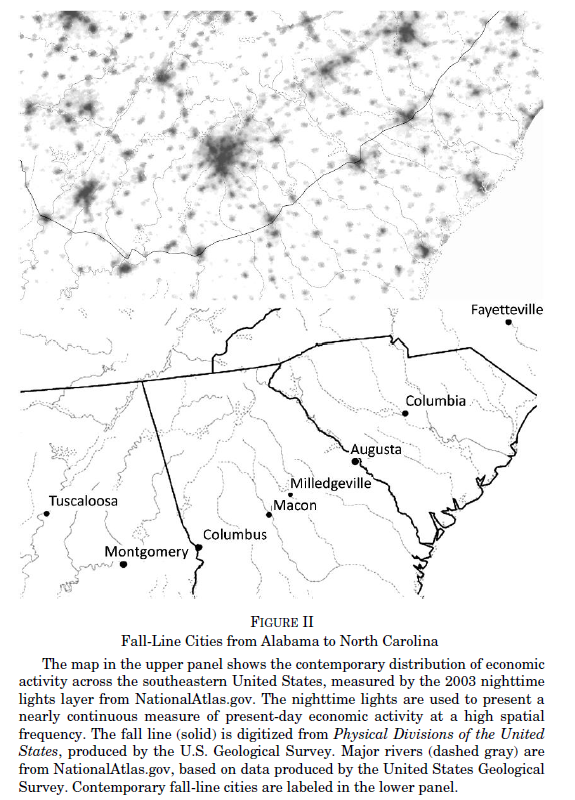 Fayetteville
Columbia
Augusta
Milledgeville
Macon
Tuscaloosa
Columbus
Montgomery
FIGURE II
Fall-Line Cities from Alabama to North Carolina
The map in the upper panel shows the contemporary distribution of economic
activity across the southeastern United States, measured by the 2003 nighttime
lights layer from NationalAtlas.gov. The nighttime lights are used to present a
nearly continuous measure of present-day economic activity at a high spatial
frequency. The fall line (solid) is digitized from Physical Divisions of the United
States, produced by the U.S. Geological Survey. Major rivers (dashed gray) are
from NationalAtlas.gov, based on data produced by the United States Geological
Survey. Contemporary fall-line cities are labeled in the lower panel.